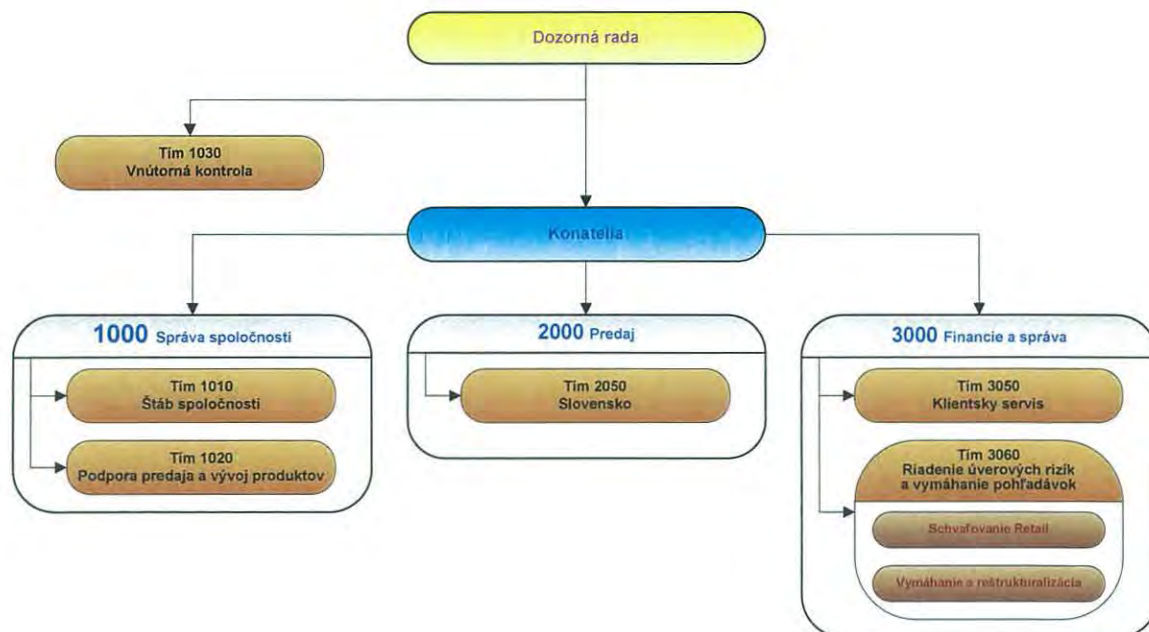 Dozorná rada
Tím 1030
Vnútorná kontrola
Konatelia
1000 Správa spoločnosti
Tím 1010
Štáb spoločnosti
Tím 1020
Podpora predaja a vývoj produktov
2000 Predaj
Tím 2050
Slovensko
3000 Financie a správa
Tím 3050
Klientsky servis
Tím 3060
Riadenie úverových rizík
a vymáhanie pohľadávok
Schvaľovanie Retail
Vymáhanie a reštrukturalizácia